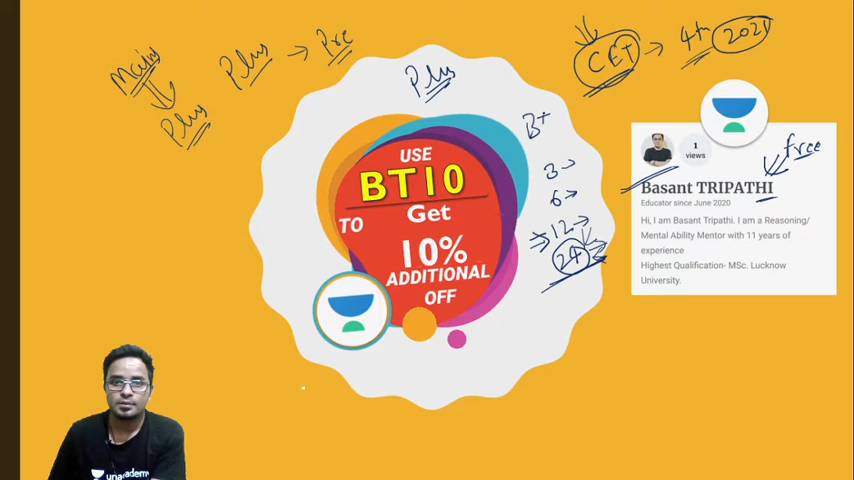 Mains
Plus
Plus → Pre
Plus
CET → 4th 2021
B+
3 →
6 →
⇒ 12 →
24
free
USE
BT10
TO Get
10%
ADDITIONAL
OFF
1
views
Basant TRIPATHI
Educator since June 2020
Hi, I am Basant Tripathi. I am a Reasoning/
Mental Ability Mentor with 11 years of
experience
Highest Qualification- MSc. Lucknow
University.
unacademy